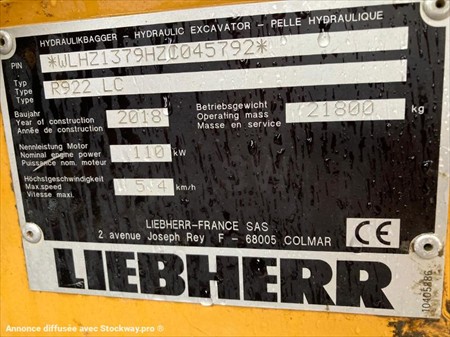 HYDRAULIKBAGGER - HYDRAULIC EXCAVATOR - PELLE HYDRAULIQUE
PIN *WLHZ1379HZC045792*
Type
Type R922 LC
Type
Baujahr
Year of construction 2018
Année de construction
Betriebsgewicht
Operating mass 21800 kg
Masse en service
Nennleistung Motor
Nominal engine power 110 kW
Puissance nom. moteur
Höchstgeschwindigkeit
Max.speed 5.4 km/h
Vitesse maxi.
LIEBHERR-FRANCE SAS
2 avenue Joseph Rey F - 68005 COLMAR
CE
LIEBHERR
10405886
Annonce diffusée avec Stockway.pro ®